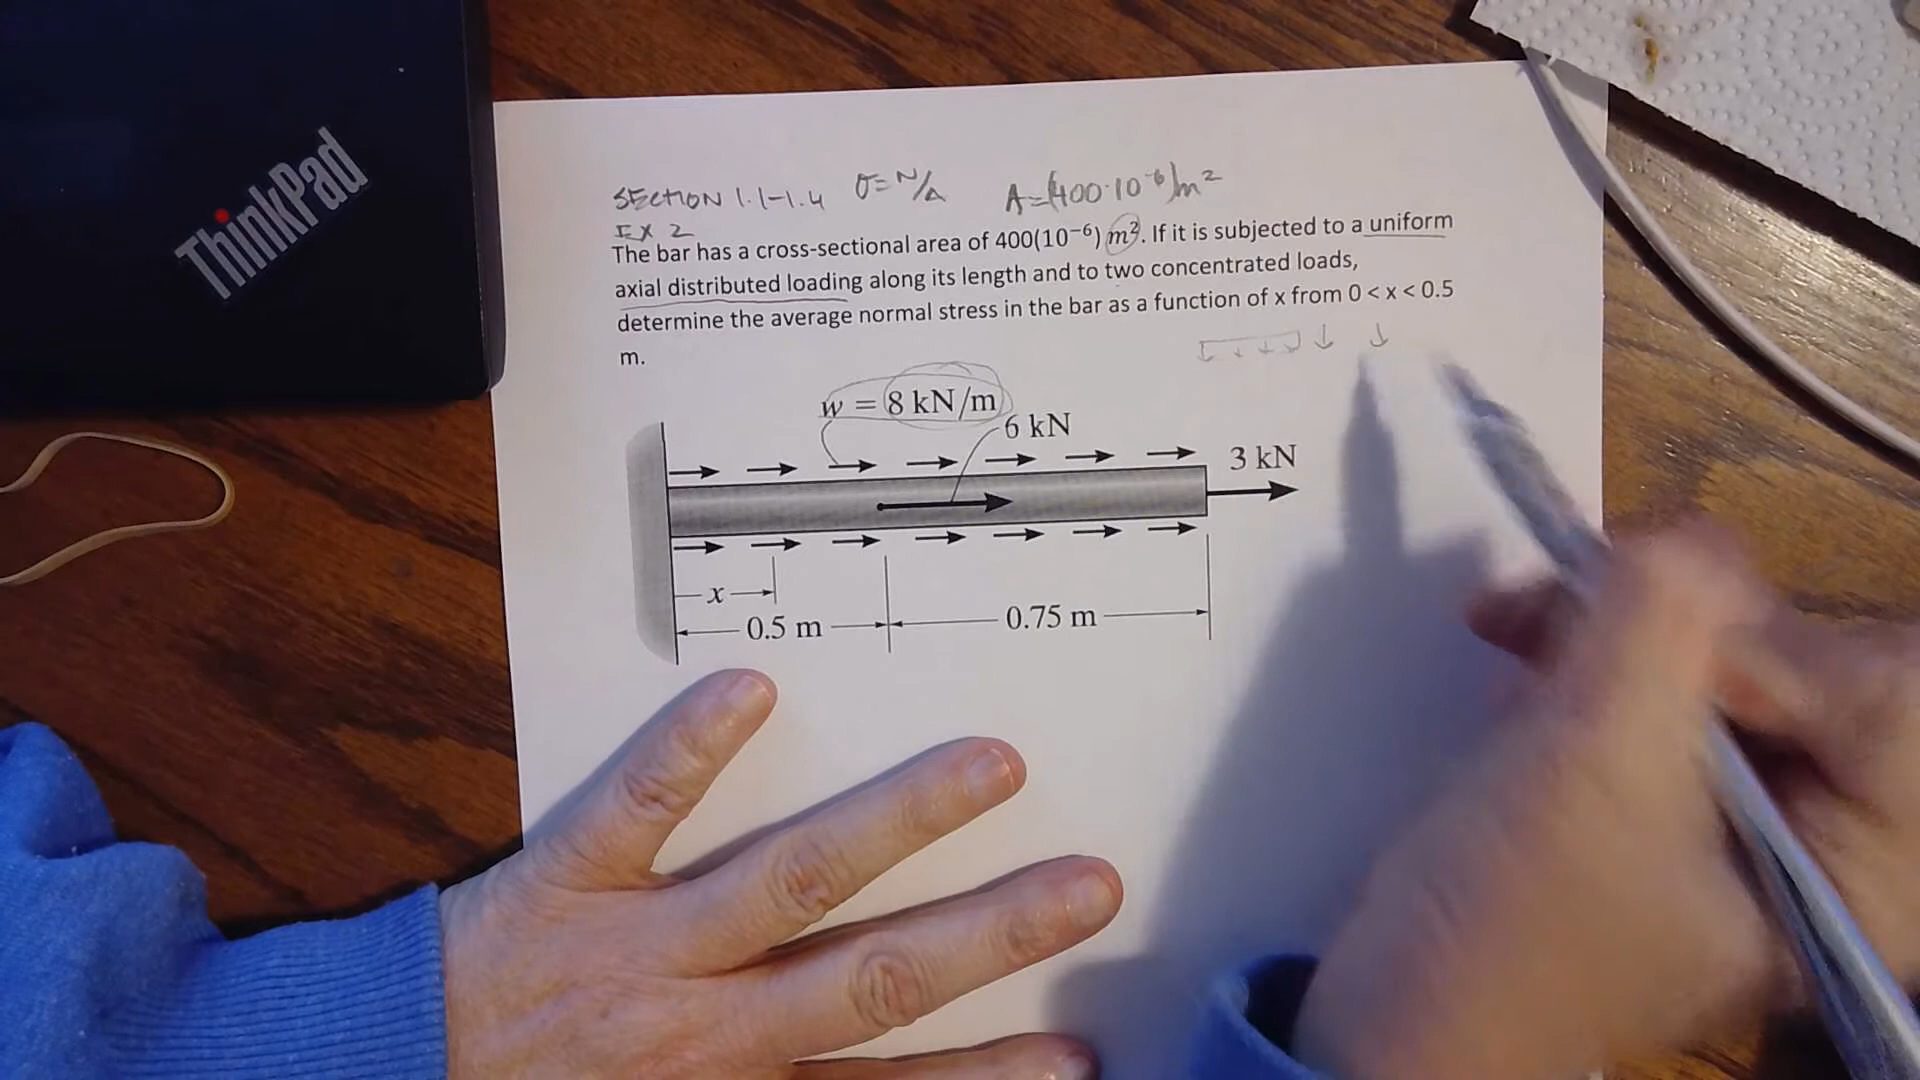 ThinkPad
SECTION 1.1-1.4 σ=N/A A=(400·10⁻⁶)m²
EX 2
The bar has a cross-sectional area of 400(10⁻⁶) m². If it is subjected to a uniform
axial distributed loading along its length and to two concentrated loads,
determine the average normal stress in the bar as a function of x from 0 < x < 0.5
m.
w = 8 kN/m
6 kN
3 kN
x
0.5 m
0.75 m